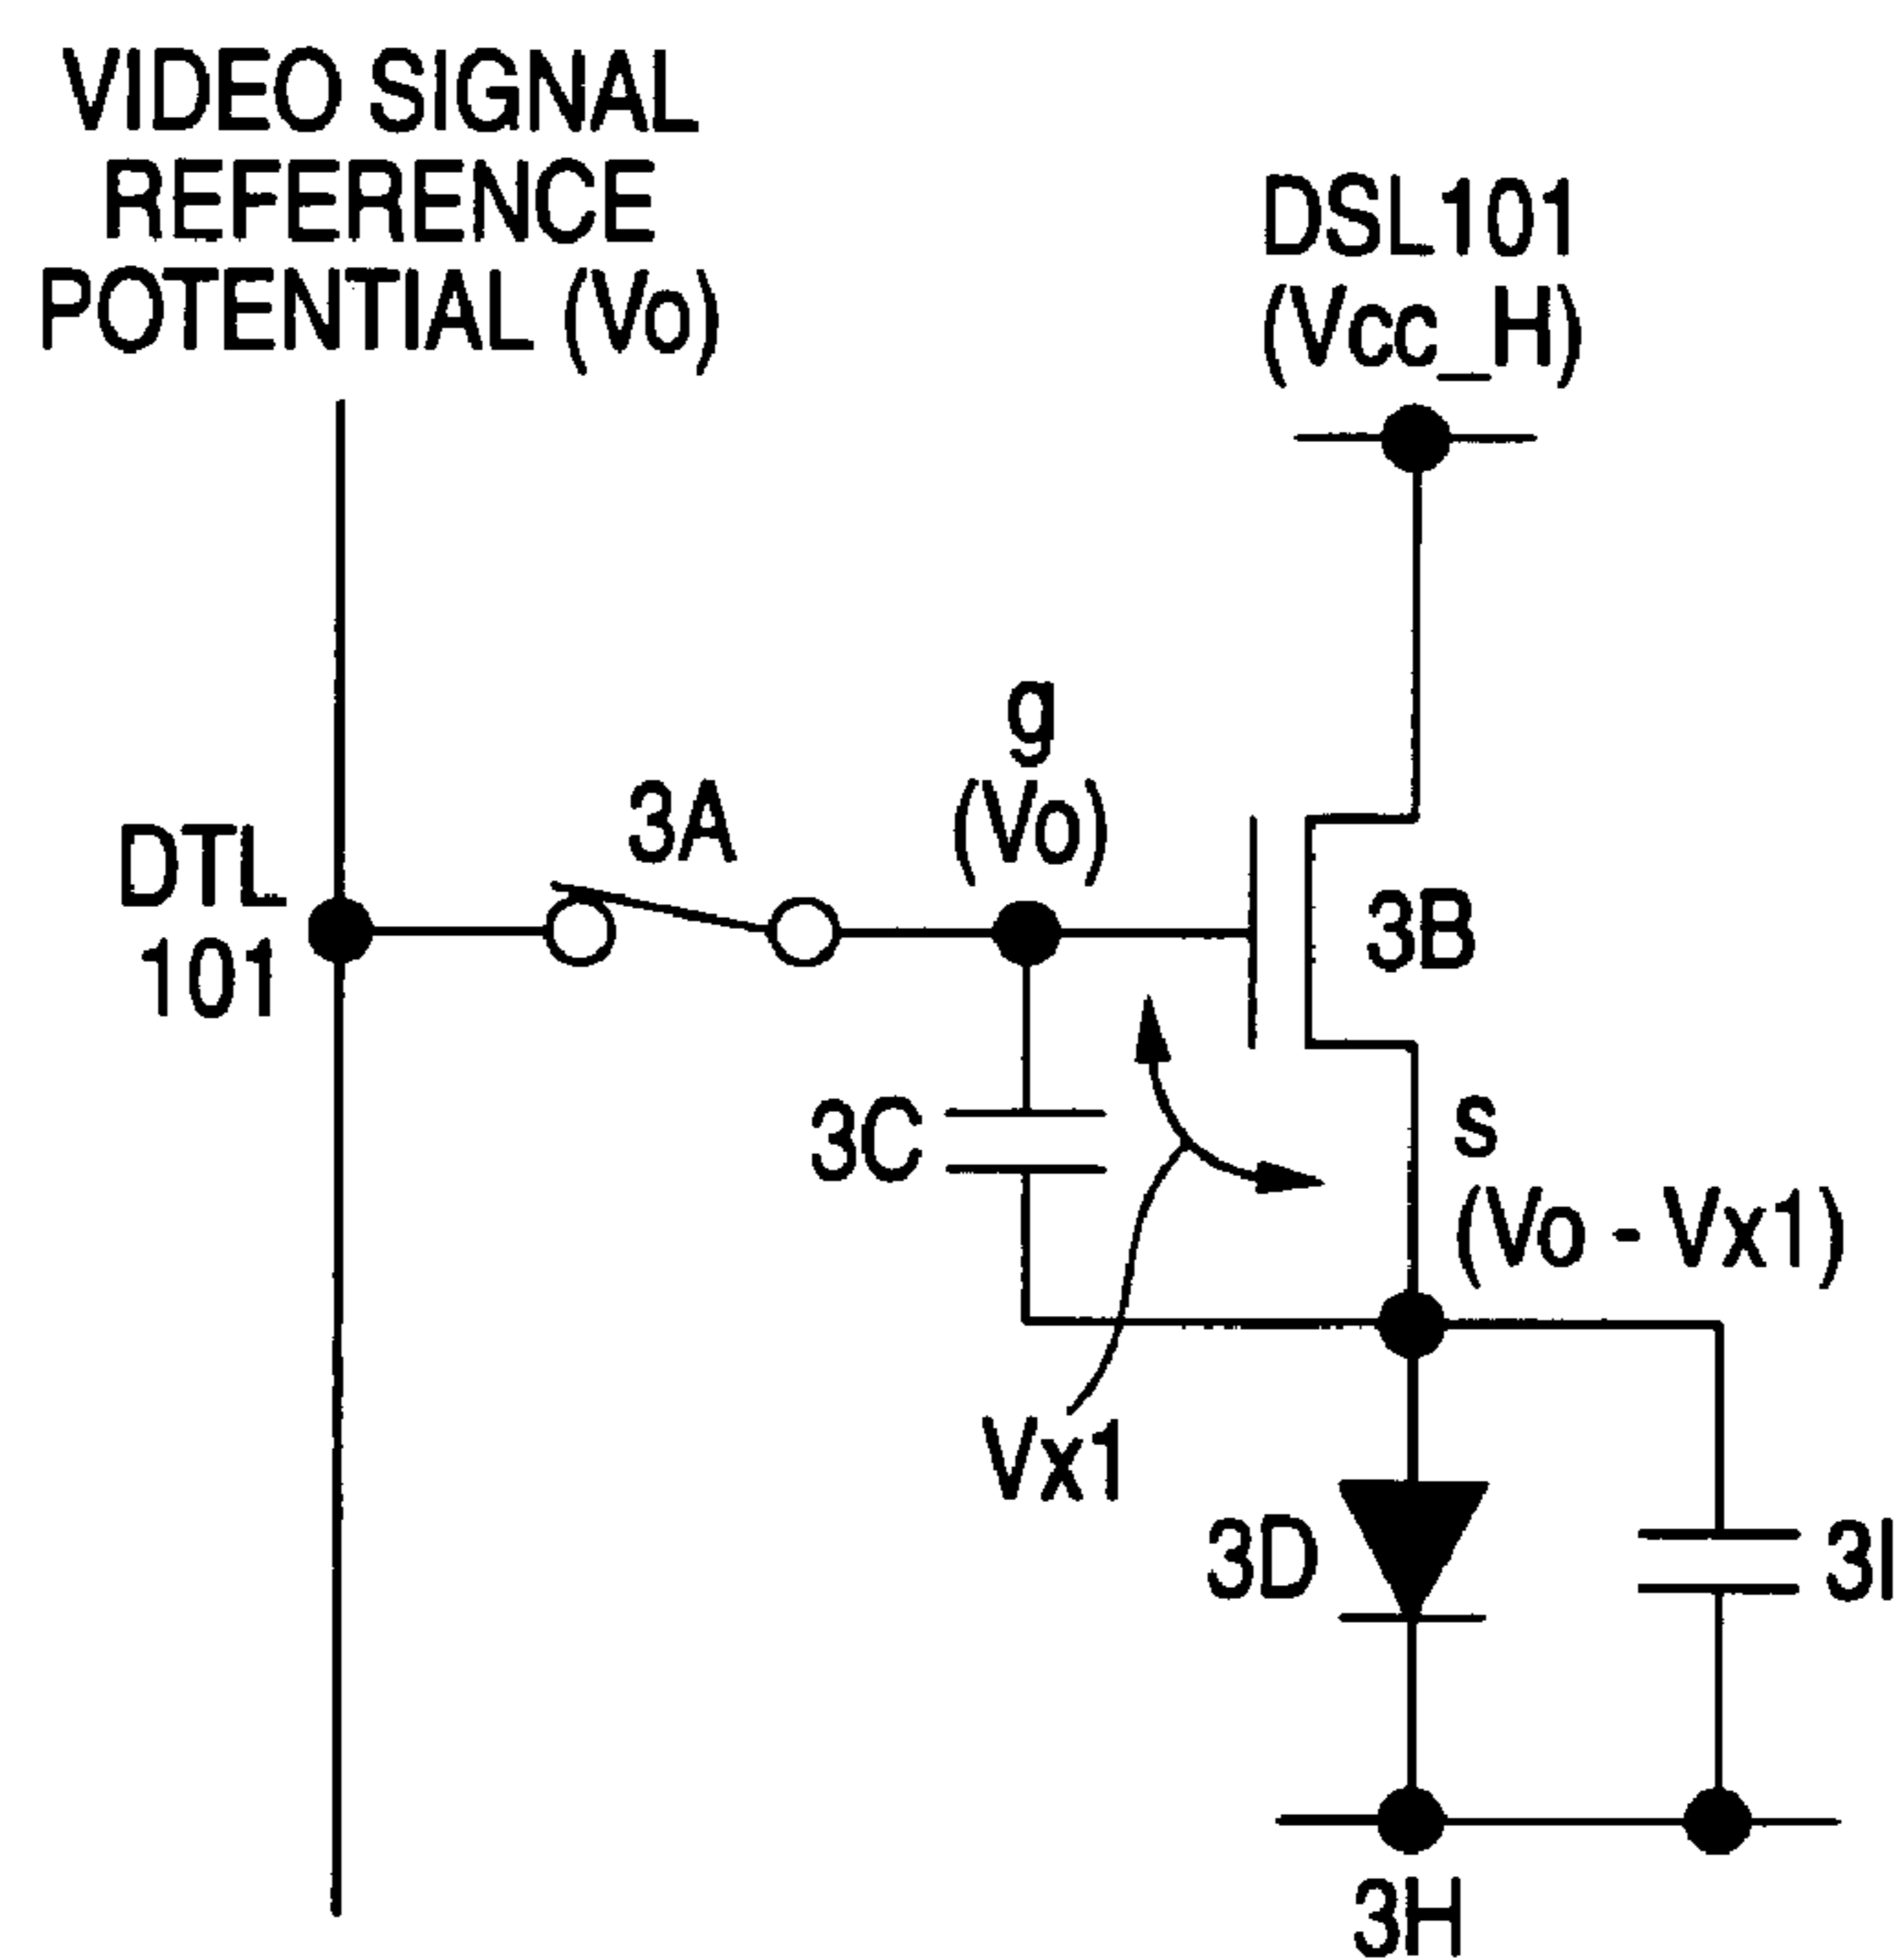 VIDEO SIGNAL
REFERENCE
POTENTIAL (Vo)
DSL101
(Vcc_H)
g
(Vo)
3A
DTL
101
3B
3C
s
(Vo - Vx1)
Vx1
3D
3I
3H